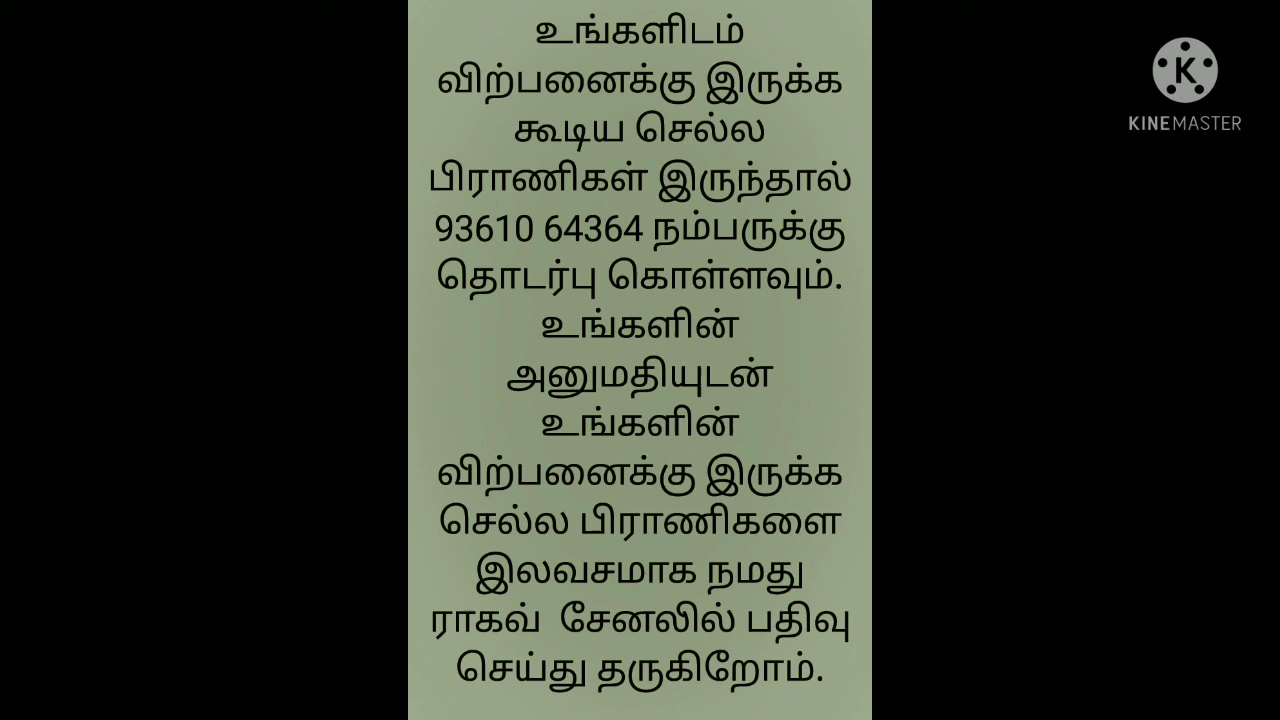 உங்களிடம்
விற்பனைக்கு இருக்க
கூடிய செல்ல
பிராணிகள் இருந்தால்
93610 64364 நம்பருக்கு
தொடர்பு கொள்ளவும்.
உங்களின்
அனுமதியுடன்
உங்களின்
விற்பனைக்கு இருக்க
செல்ல பிராணிகளை
இலவசமாக நமது
ராகவ் சேனலில் பதிவு
செய்து தருகிறோம்.
K
KINEMASTER